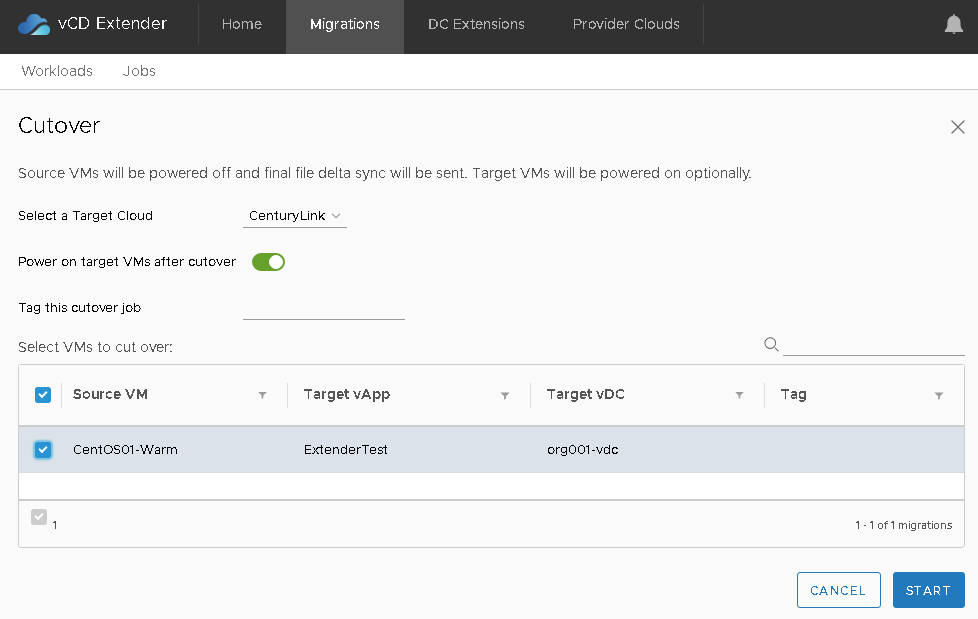 vCD Extender Home Migrations DC Extensions Provider Clouds
Workloads Jobs
Cutover
Source VMs will be powered off and final file delta sync will be sent. Target VMs will be powered on optionally.
Select a Target Cloud CenturyLink
Power on target VMs after cutover
Tag this cutover job
Select VMs to cut over:
Source VM Target vApp Target vDC Tag
CentOS01-Warm ExtenderTest org001-vdc
1 1 - 1 of 1 migrations
CANCEL START